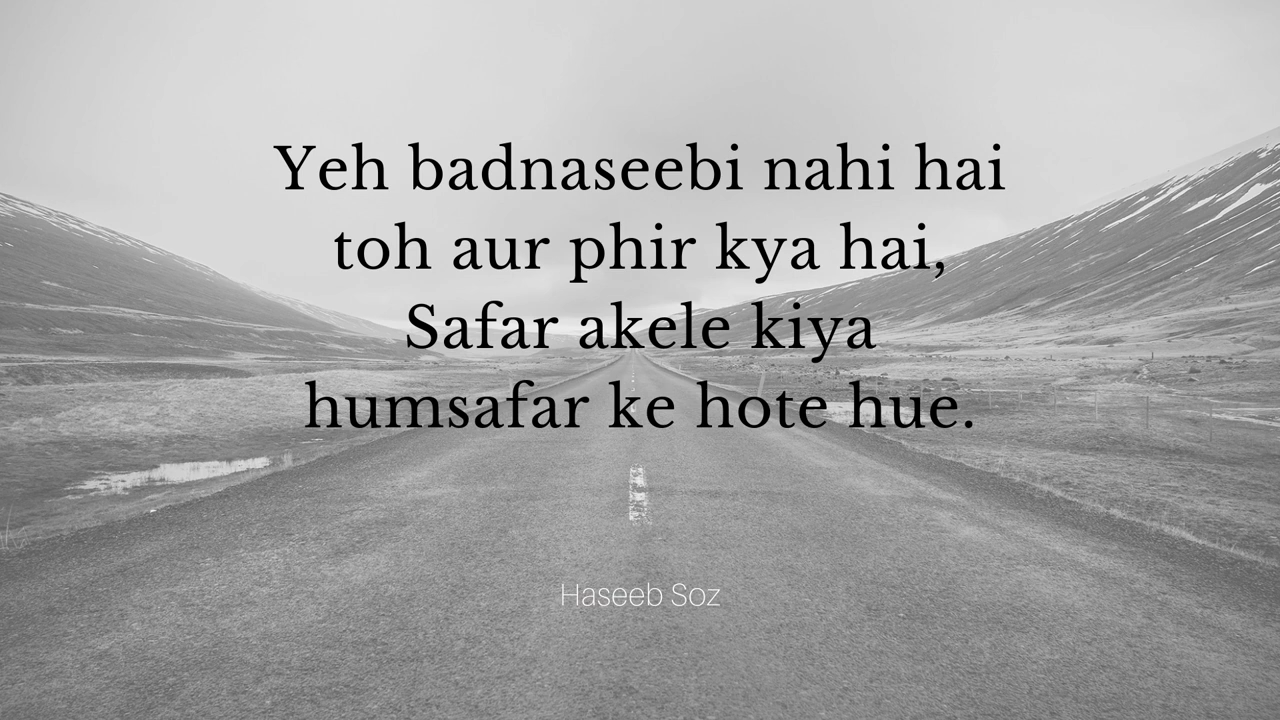 Yeh badnaseebi nahi hai
toh aur phir kya hai,
Safar akele kiya
humsafar ke hote hue.
Haseeb Soz